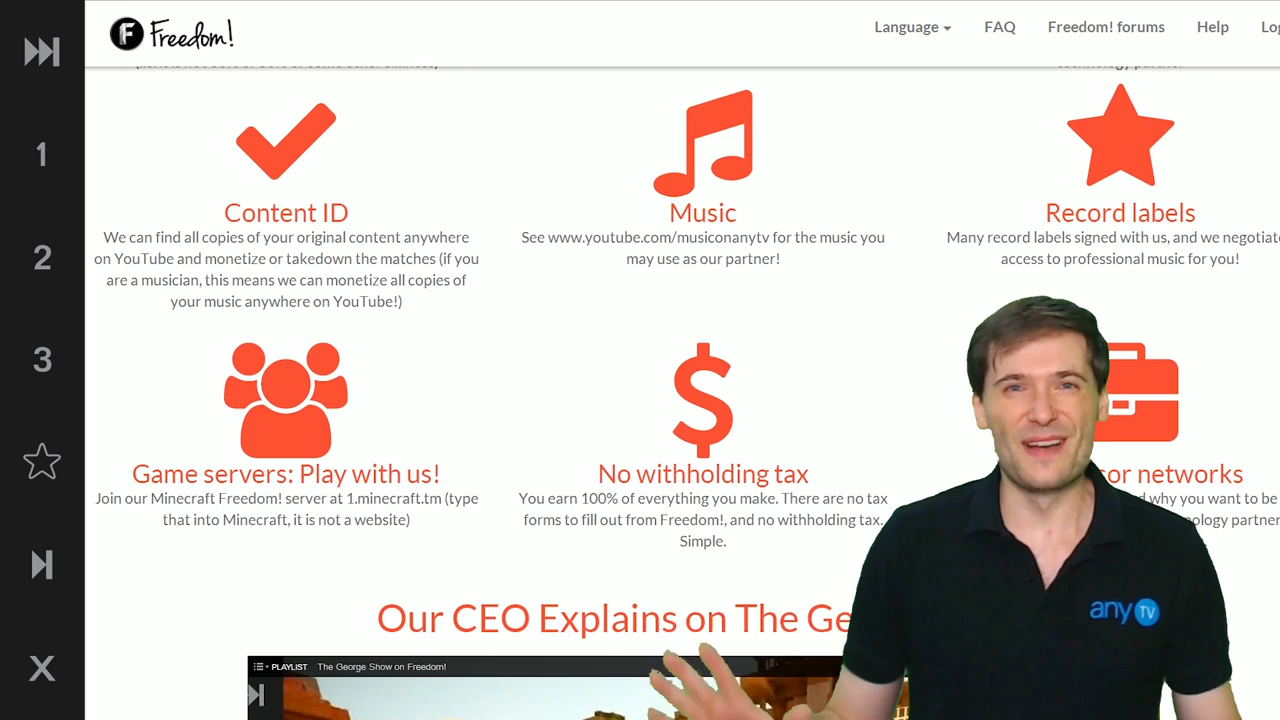 Freedom!
Language
FAQ
Freedom! forums
Help
1
2
3
X
Content ID
We can find all copies of your original content anywhere
on YouTube and monetize or takedown the matches (if you
are a musician, this means we can monetize all copies of
your music anywhere on YouTube!)
Music
See www.youtube.com/musiconanytv for the music you
may use as our partner!
Record labels
Many record labels signed with us, and we negotiate
access to professional music for you!
Game servers: Play with us!
Join our Minecraft Freedom! server at 1.minecraft.tm (type
that into Minecraft, it is not a website)
No withholding tax
You earn 100% of everything you make. There are no tax
forms to fill out from Freedom!, and no withholding tax.
Simple.
networks
why you want to be
partner
Our CEO Explains on The
PLAYLIST The George Show on Freedom!
any TV